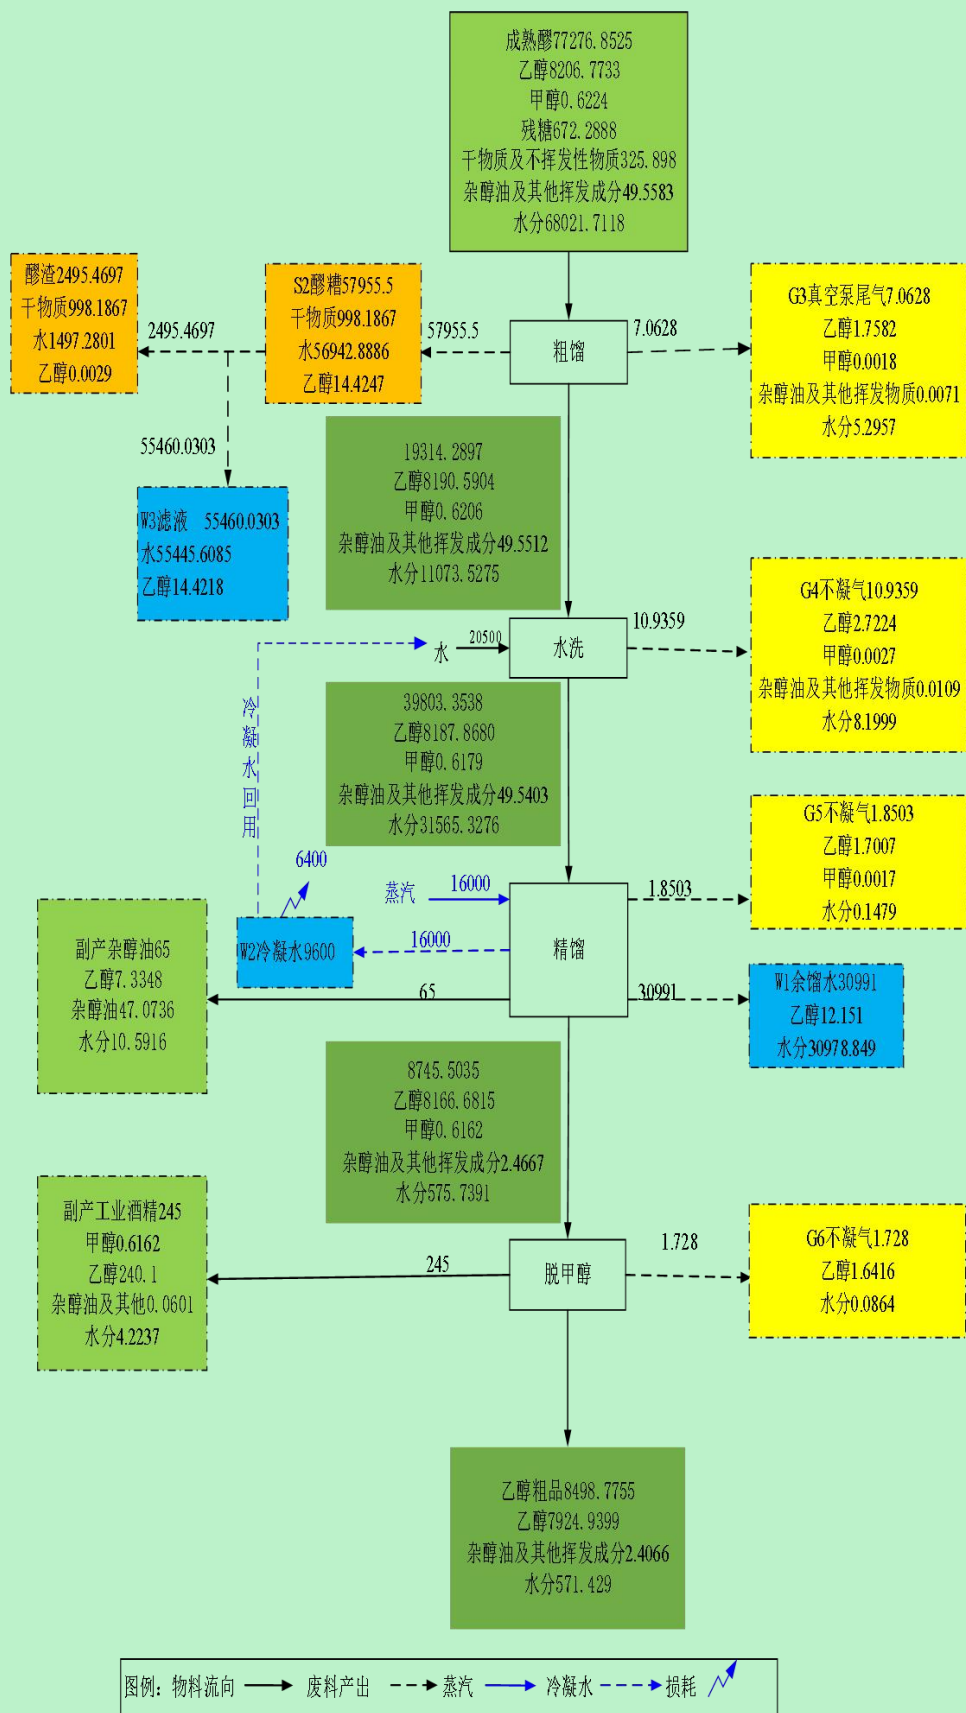 成熟醪77276.8525
乙醇8206.7733
甲醇0.6224
残糖672.2888
干物质及不挥发性物质325.898
杂醇油及其他挥发成分49.5583
水分68021.7118
醪渣2495.4697
干物质998.1867
水1497.2801
乙醇0.0029
2495.4697
S2醪糟57955.5
干物质998.1867
水56942.8886
乙醇14.4247
57955.5
粗馏
7.0628
G3真空泵尾气7.0628
乙醇1.7582
甲醇0.0018
杂醇油及其他挥发物质0.0071
水分5.2957
55460.0303
W3滤液 55460.0303
水55445.6085
乙醇14.4218
19314.2897
乙醇8190.5904
甲醇0.6206
杂醇油及其他挥发成分49.5512
水分11073.5275
水
20500
水洗
10.9359
G4不凝气10.9359
乙醇2.7224
甲醇0.0027
杂醇油及其他挥发物质0.0109
水分8.1999
冷凝水回用
39803.3538
乙醇8187.8680
甲醇0.6179
杂醇油及其他挥发成分49.5403
水分31565.3276
G5不凝气1.8503
乙醇1.7007
甲醇0.0017
水分0.1479
6400
蒸汽
16000
1.8503
W2冷凝水9600
16000
精馏
副产杂醇油65
乙醇7.3348
杂醇油47.0736
水分10.5916
65
30991
W1余馏水30991
乙醇12.151
水分30978.849
8745.5035
乙醇8166.6815
甲醇0.6162
杂醇油及其他挥发成分2.4667
水分575.7391
副产工业酒精245
甲醇0.6162
乙醇240.1
杂醇油及其他0.0601
水分4.2237
245
脱甲醇
1.728
G6不凝气1.728
乙醇1.6416
水分0.0864
乙醇粗品8498.7755
乙醇7924.9399
杂醇油及其他挥发成分2.4066
水分571.429
图例：物料流向 废料产出 蒸汽 冷凝水 损耗